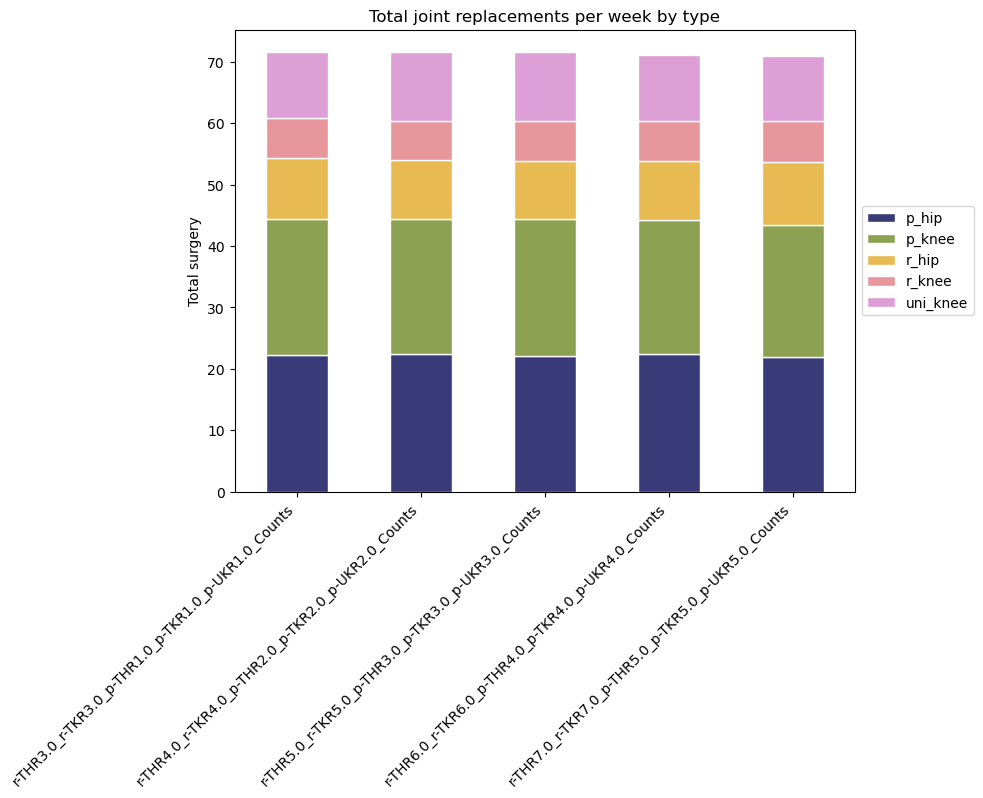 Total joint replacements per week by type
Total surgery
70
60
50
40
30
20
10
0
p_hip
p_knee
r_hip
r_knee
uni_knee
r-THR3.0_r-TKR3.0_p-THR1.0_p-TKR1.0_p-UKR1.0_Counts
r-THR4.0_r-TKR4.0_p-THR2.0_p-TKR2.0_p-UKR2.0_Counts
r-THR5.0_r-TKR5.0_p-THR3.0_p-TKR3.0_p-UKR3.0_Counts
r-THR6.0_r-TKR6.0_p-THR4.0_p-TKR4.0_p-UKR4.0_Counts
r-THR7.0_r-TKR7.0_p-THR5.0_p-TKR5.0_p-UKR5.0_Counts